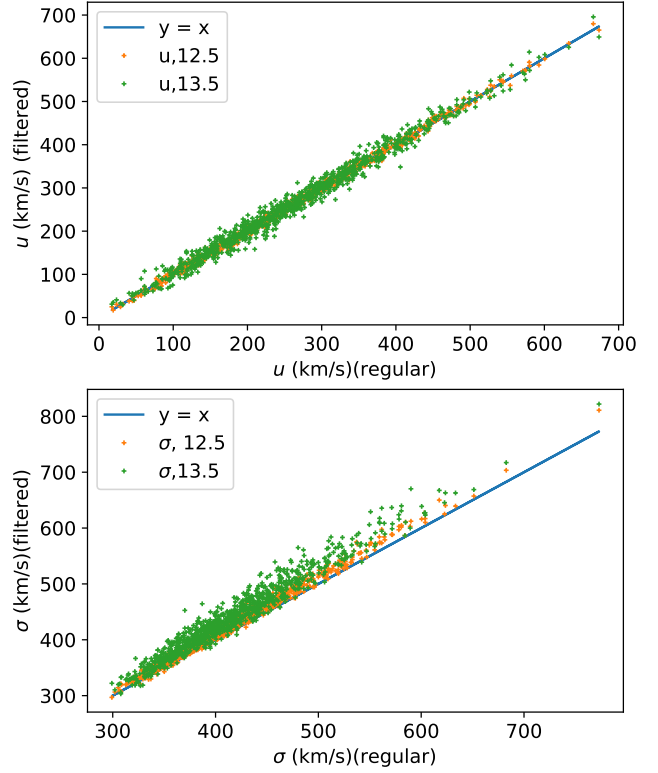 700
600
500
400
300
200
100
0
u (km/s) (filtered)
y = x
u,12.5
u,13.5
0 100 200 300 400 500 600 700
u (km/s)(regular)
800
700
600
500
400
300
σ (km/s)(filtered)
y = x
σ, 12.5
σ,13.5
300 400 500 600 700
σ (km/s)(regular)